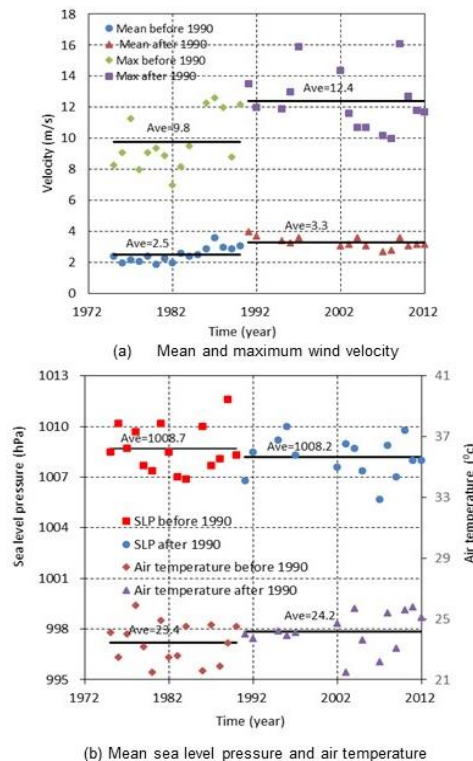 (a)
18
16
14
12
10
8
6
4
2
0
Velocity (m/s)
Mean before 1990
Mean after 1990
Max before 1990
Max after 1990
Ave=12.4
Ave=9.8
Ave=3.3
Ave=2.5
1972 1982 1992 2002 2012
Time (year)
(a) Mean and maximum wind velocity
1013
1010
1007
1004
1001
998
995
Sea level pressure (hPa)
41
37
33
29
25
21
Air temperature (°c)
Ave=1008.7
Ave=1008.2
SLP before 1990
SLP after 1990
Air temperature before 1990
Air temperature after 1990
Ave=23.4
Ave=24.2
1972 1982 1992 2002 2012
Time (year)
(b) Mean sea level pressure and air temperature